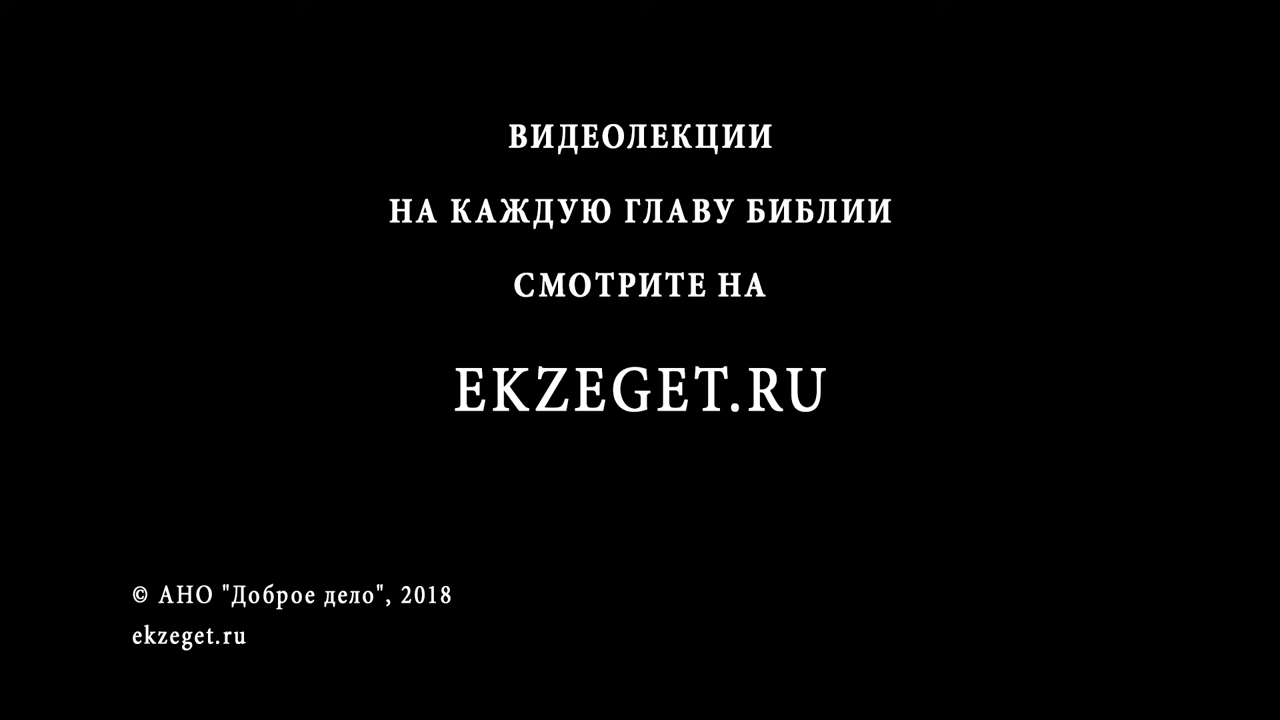 ВИДЕОЛЕКЦИИ
НА КАЖДУЮ ГЛАВУ БИБЛИИ
СМОТРИТЕ НА
EKZEGET.RU
© АНО "Доброе дело", 2018
ekzeget.ru